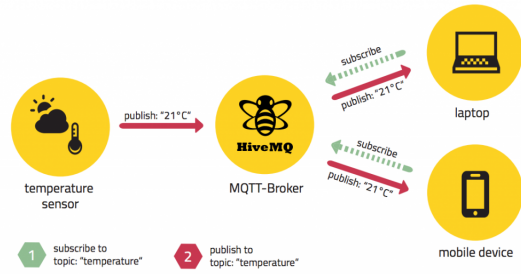 subscribe
publish: "21°C"
laptop
publish: "21°C"
HiveMQ
subscribe
publish: "21°C"
temperature
sensor
MQTT-Broker
mobile device
1
subscribe to
topic: "temperature"
2
publish to
topic: "temperature"